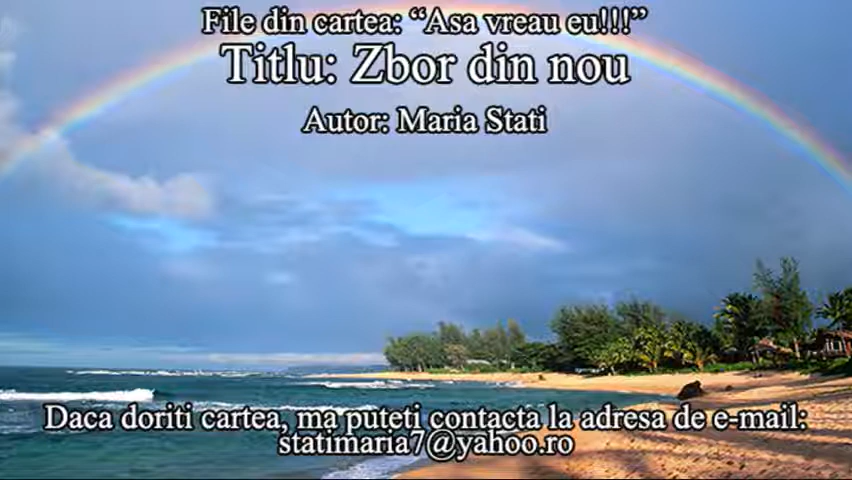 File din cartea: “Asa vreau eu!!!”
Titlu: Zbor din nou
Autor: Maria Stati
Daca doriti cartea, ma puteti contacta la adresa de e-mail:
statimaria7@yahoo.ro